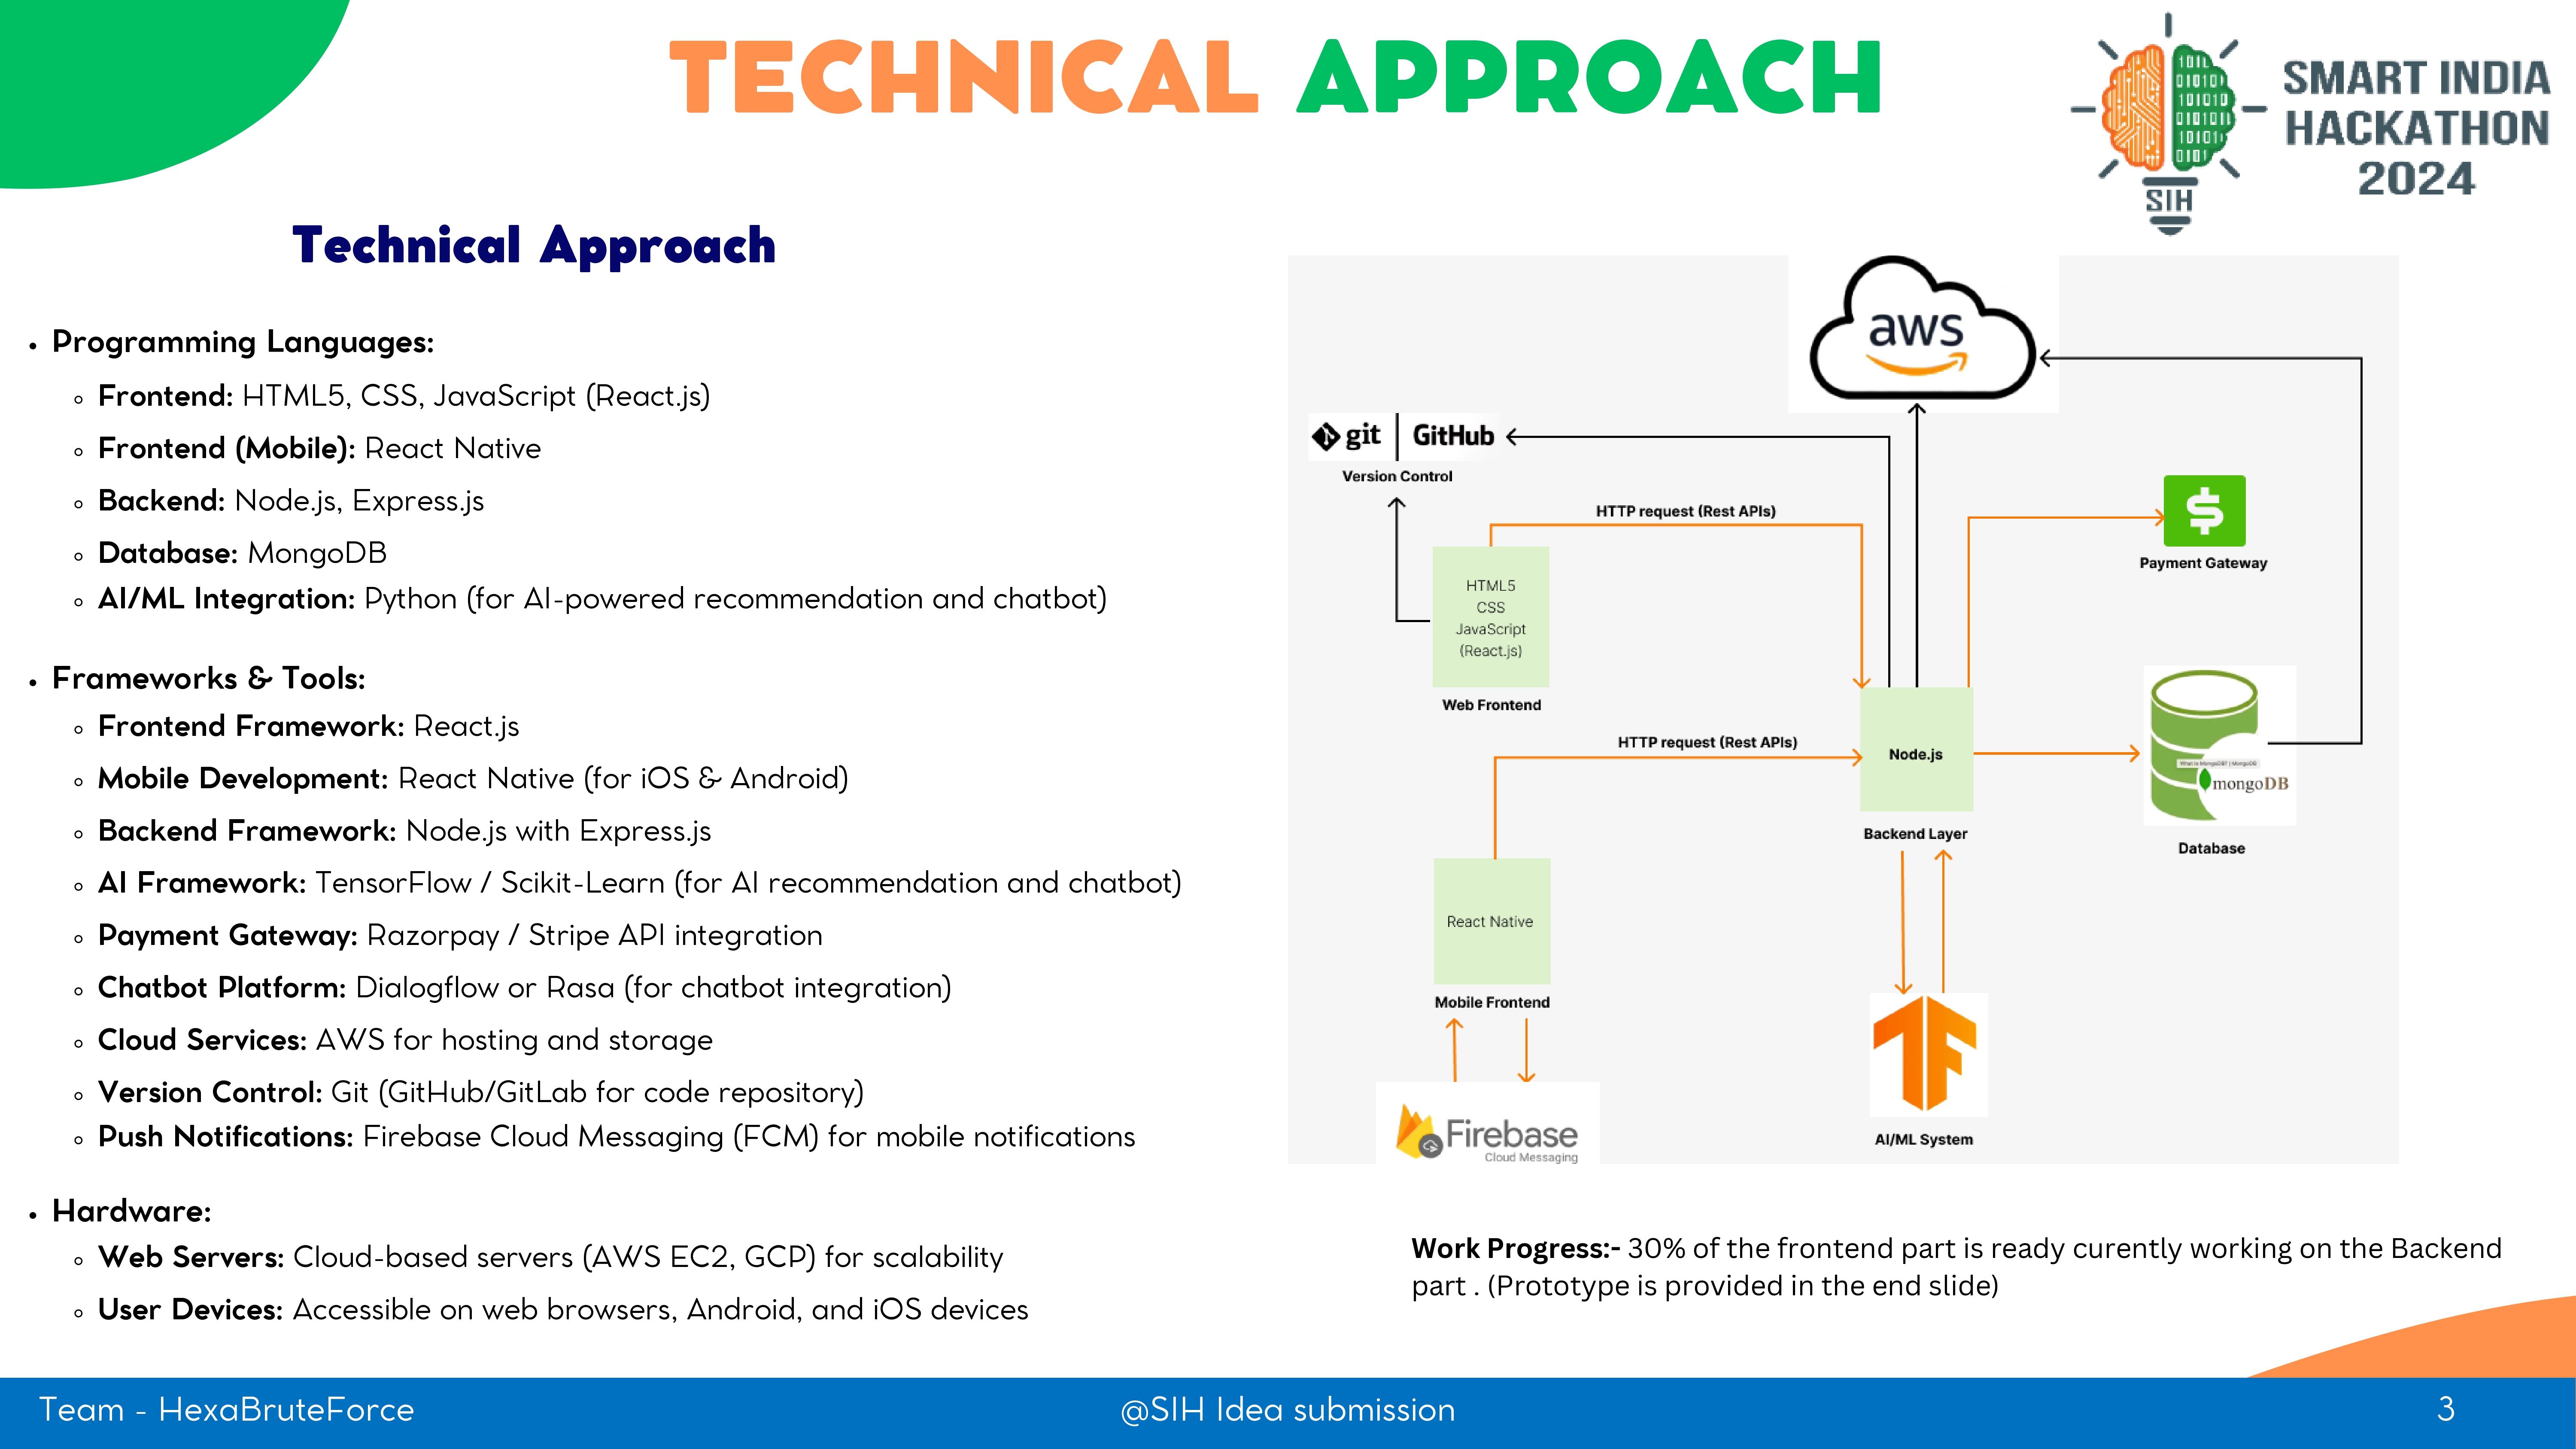 TECHNICAL APPROACH
SMART INDIA
HACKATHON
2024
SIH
Technical Approach
• Programming Languages:
◦ Frontend: HTML5, CSS, JavaScript (React.js)
◦ Frontend (Mobile): React Native
◦ Backend: Node.js, Express.js
◦ Database: MongoDB
◦ AI/ML Integration: Python (for AI-powered recommendation and chatbot)
• Frameworks & Tools:
◦ Frontend Framework: React.js
◦ Mobile Development: React Native (for iOS & Android)
◦ Backend Framework: Node.js with Express.js
◦ AI Framework: TensorFlow / Scikit-Learn (for AI recommendation and chatbot)
◦ Payment Gateway: Razorpay / Stripe API integration
◦ Chatbot Platform: Dialogflow or Rasa (for chatbot integration)
◦ Cloud Services: AWS for hosting and storage
◦ Version Control: Git (GitHub/GitLab for code repository)
◦ Push Notifications: Firebase Cloud Messaging (FCM) for mobile notifications
• Hardware:
◦ Web Servers: Cloud-based servers (AWS EC2, GCP) for scalability
◦ User Devices: Accessible on web browsers, Android, and iOS devices
aws
git | GitHub
Version Control
HTTP request (Rest APIs)
HTML5
CSS
JavaScript
(React.js)
Web Frontend
Payment Gateway
HTTP request (Rest APIs)
Node.js
Backend Layer
What is MongoDB? | MongoDB
mongoDB
Database
React Native
Mobile Frontend
Firebase
Cloud Messaging
AI/ML System
Work Progress:- 30% of the frontend part is ready curently working on the Backend
part . (Prototype is provided in the end slide)
Team - HexaBruteForce
@SIH Idea submission
3